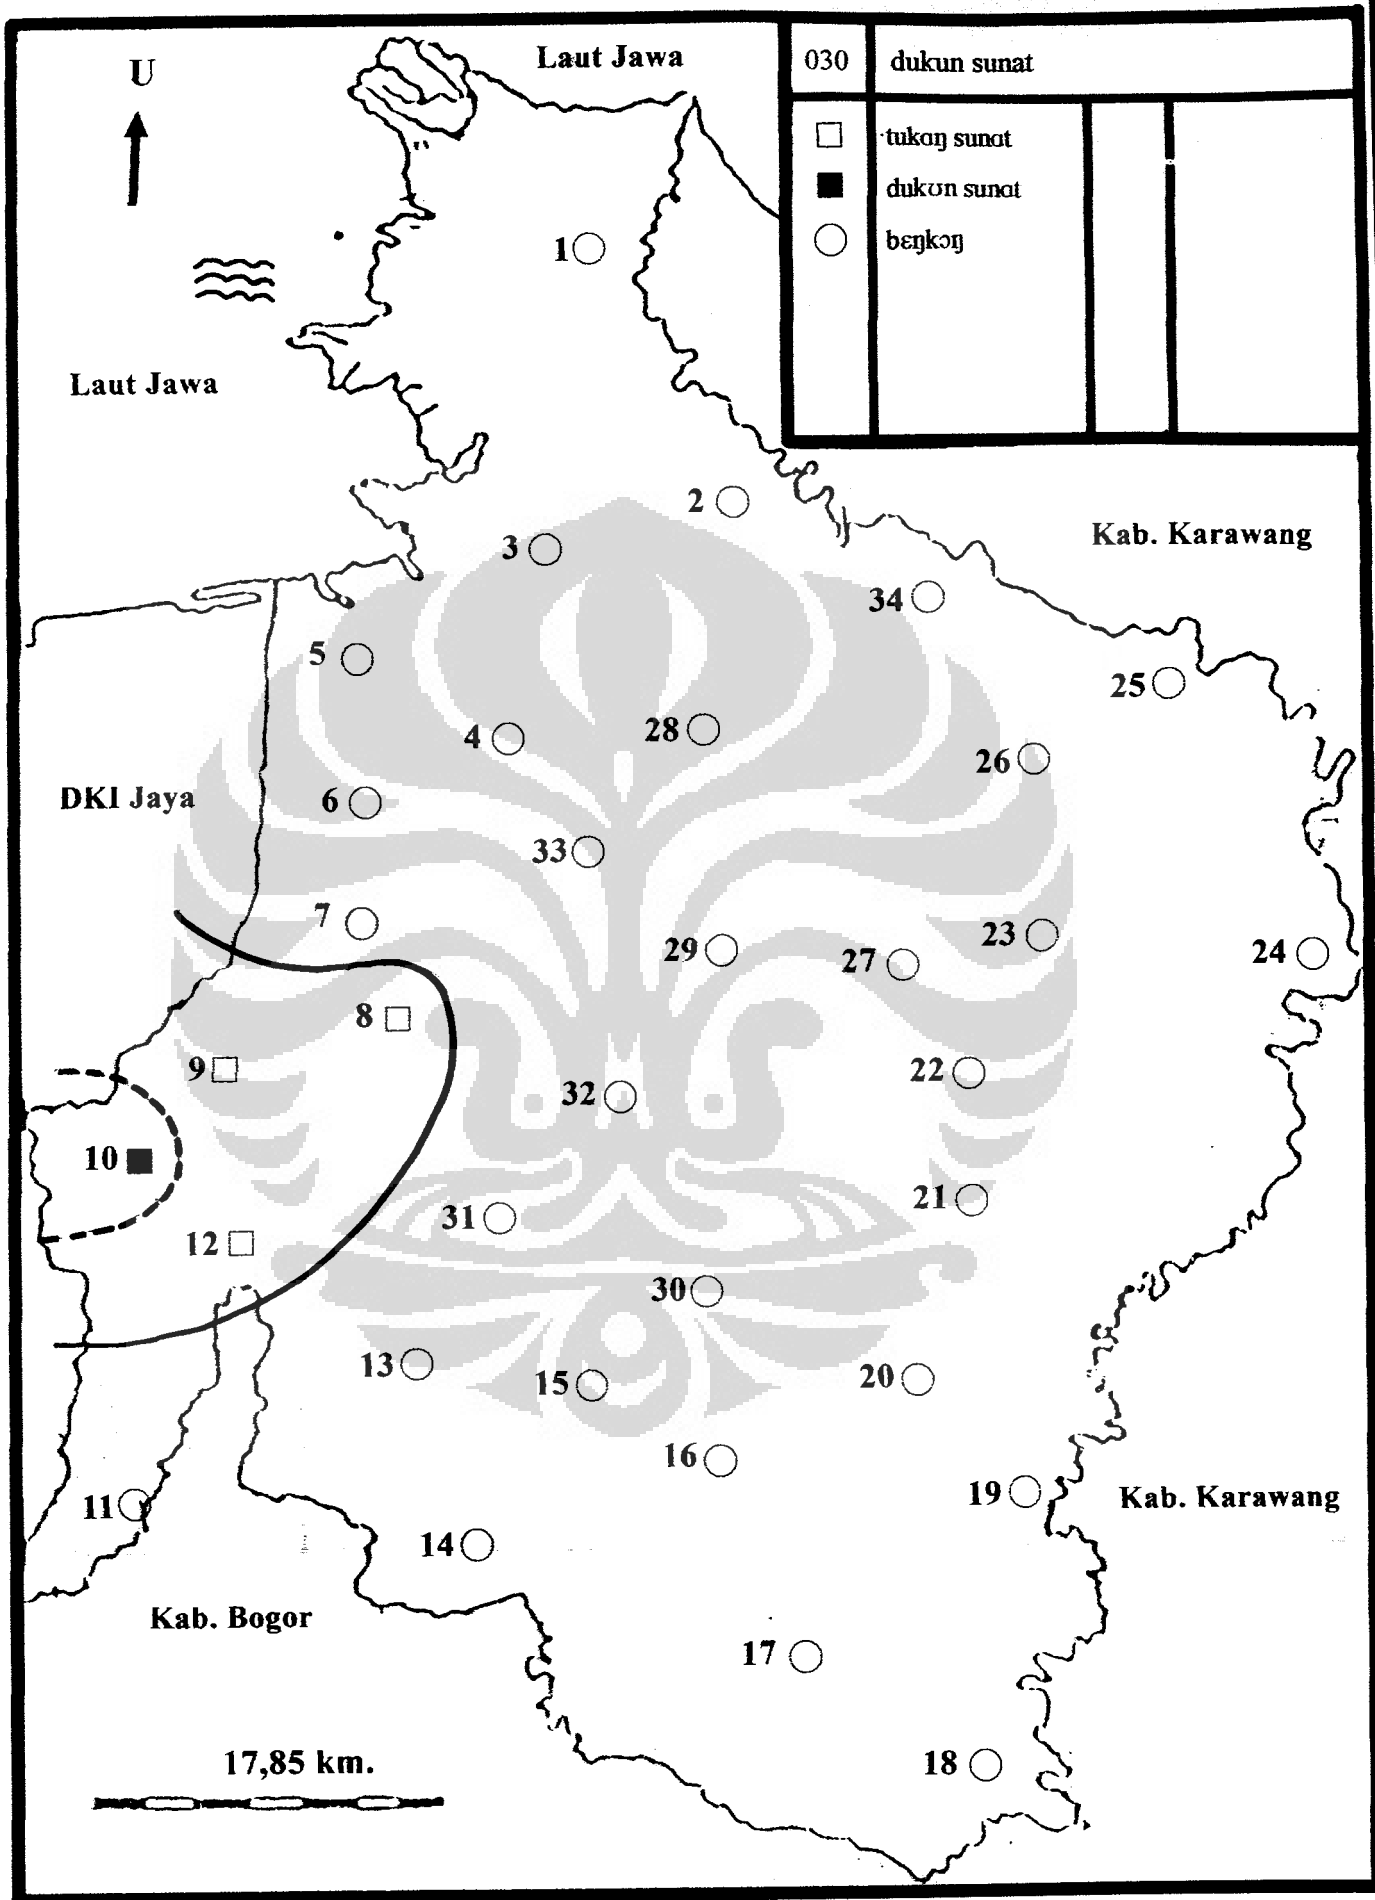 U
Laut Jawa
030 dukun sunat
tukaŋ sunat
dukʊn sunat
bɛŋkɔŋ
1
Laut Jawa
2
Kab. Karawang
3
34
5
25
4
28
26
DKI Jaya
6
33
7
23
29
27
24
8
9
22
32
10
21
31
12
30
13
15
20
16
19
Kab. Karawang
11
14
Kab. Bogor
17
17,85 km.
18